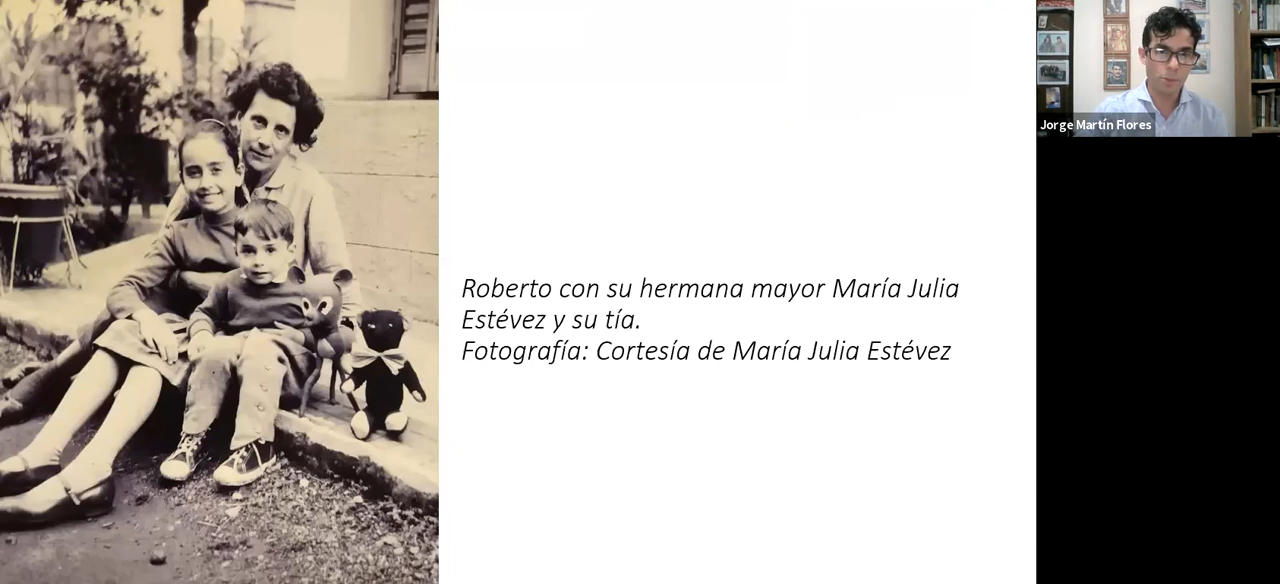 Roberto con su hermana mayor María Julia
Estévez y su tía.
Fotografía: Cortesía de María Julia Estévez
Jorge Martín Flores